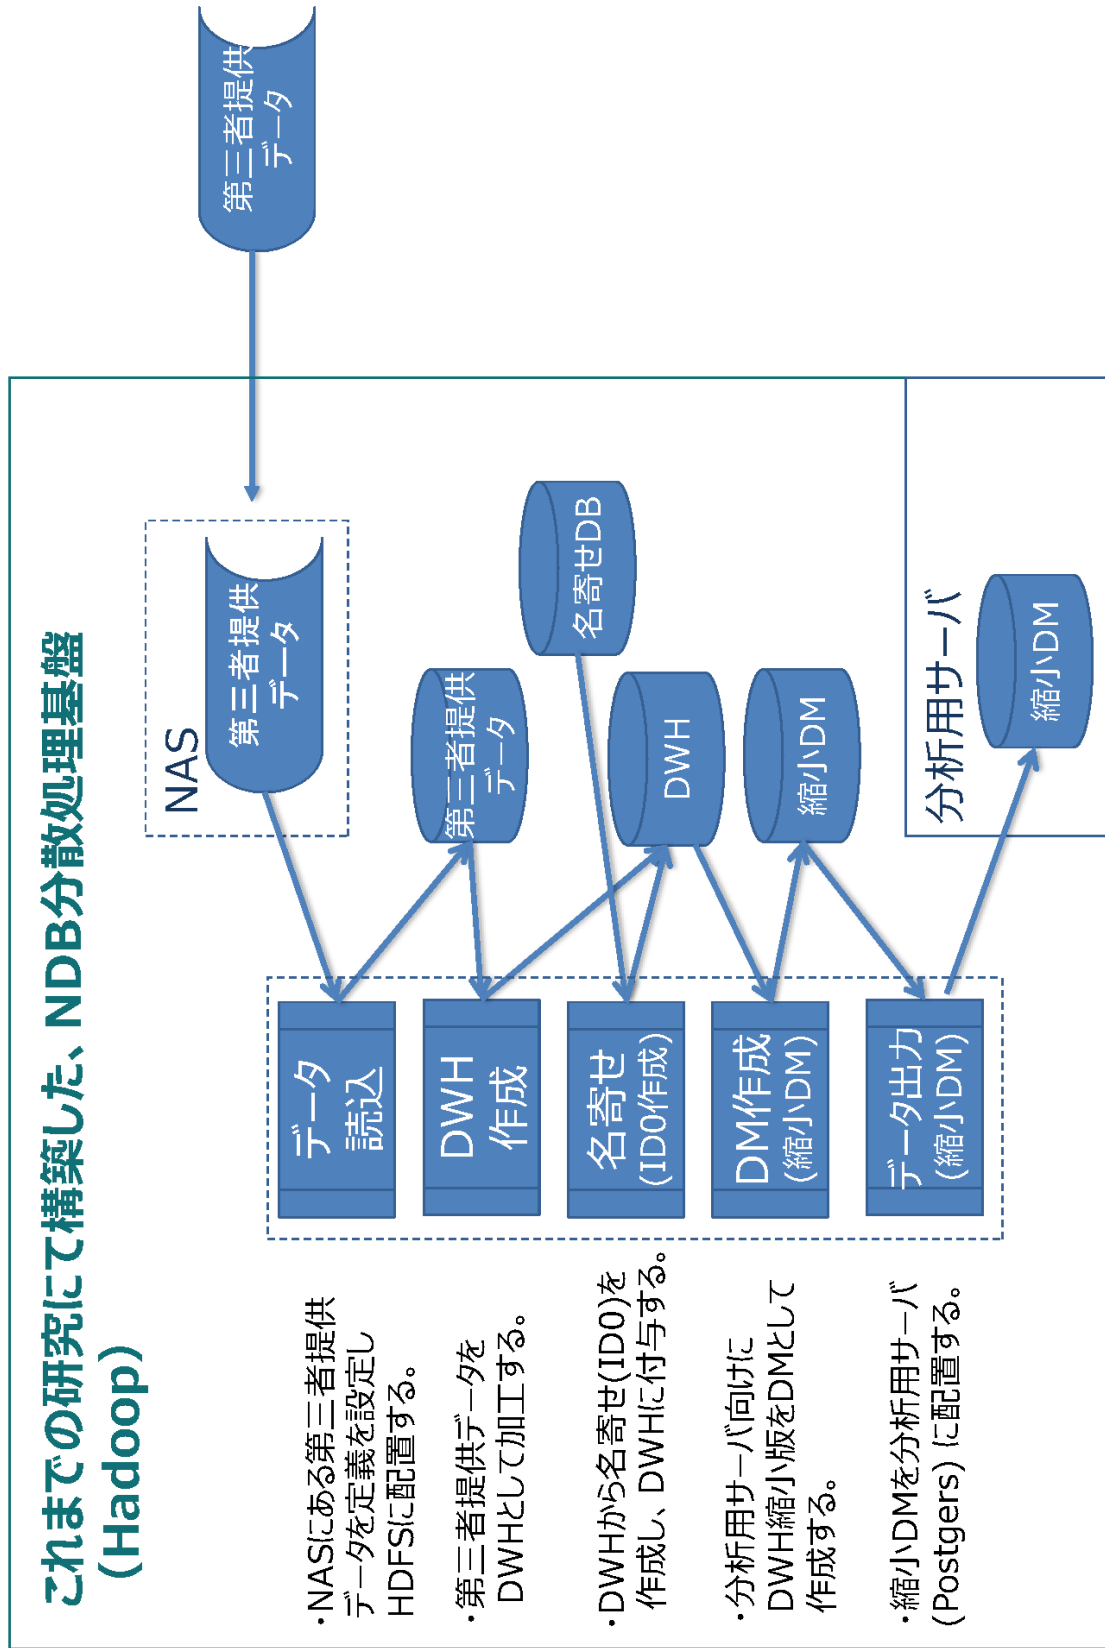 これまでの研究にて構築した、NDB分散処理基盤
(Hadoop)
・NASにある第三者提供
データを定義を設定し
HDFSに配置する。
・第三者提供データを
DWHとして加工する。
・DWHから名寄せ(ID0)を
作成し、DWHに付与する。
・分析用サーバ向けに
DWH縮小版をDMとして
作成する。
・縮小DMを分析用サーバ
(Postgers) に配置する。
データ
読込
DWH
作成
名寄せ
(ID0作成)
DM作成
(縮小DM)
データ出力
(縮小DM)
NAS
第三者提供
データ
第三者提供
データ
名寄せDB
DWH
縮小DM
分析用サーバ
縮小DM
第三者提供
データ